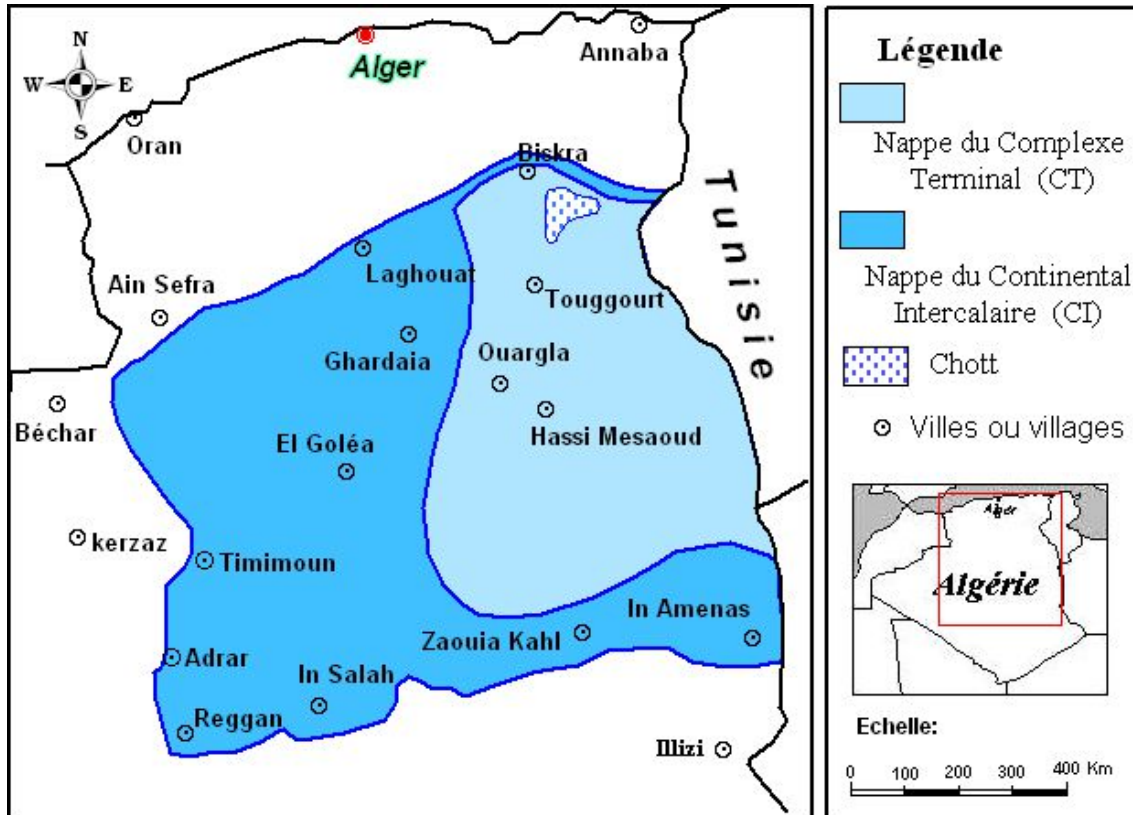 N
W E
S
Alger
Annaba
Oran
Biskra
Tunisie
Laghouat
Ain Sefra
Touggourt
Ghardaia
Ouargla
Béchar
Hassi Mesaoud
El Goléa
kerzaz
Timimoun
In Amenas
Zaouia Kahl
Adrar
In Salah
Reggan
Illizi
Légende
Nappe du Complexe
Terminal (CT)
Nappe du Continental
Intercalaire (CI)
Chott
Villes ou villages
Alger
Algérie
Echelle:
0 100 200 300 400 Km